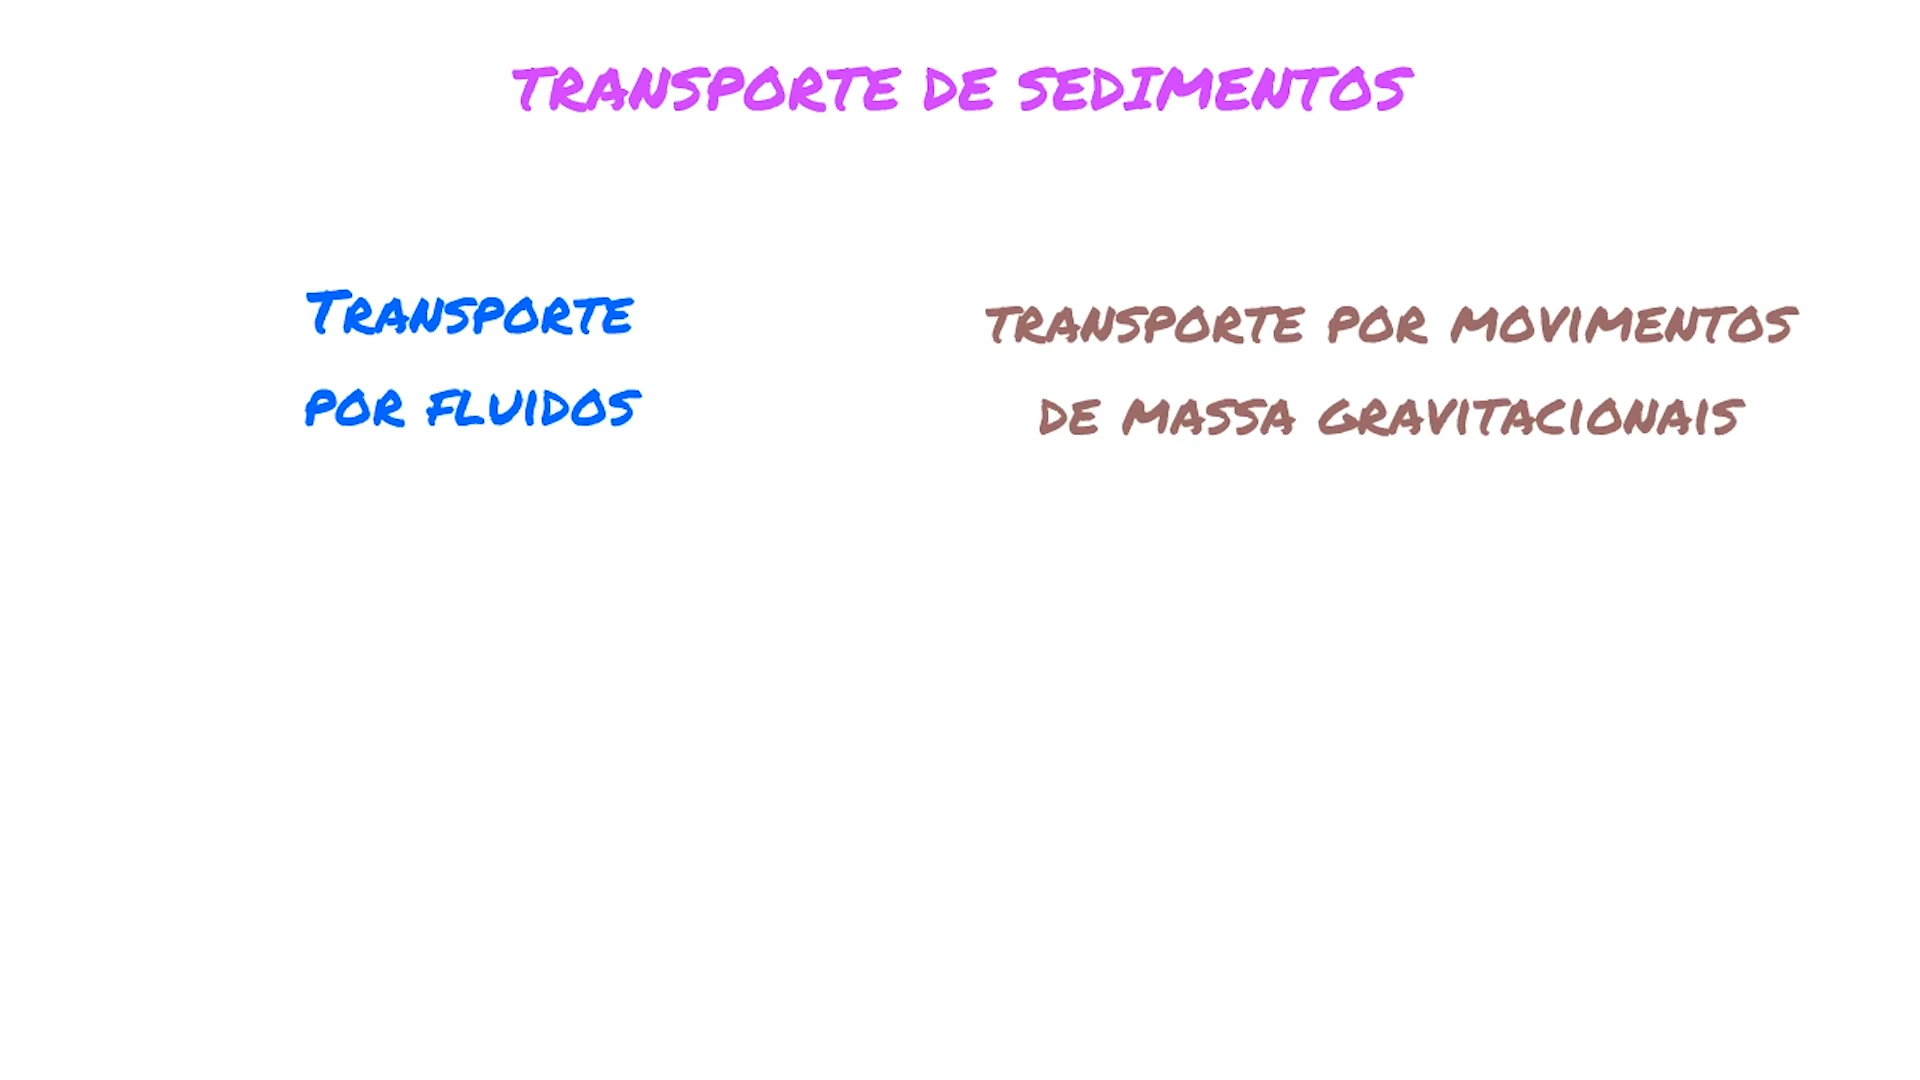 TRANSPORTE DE SEDIMENTOS
TRANSPORTE
POR FLUIDOS
TRANSPORTE POR MOVIMENTOS
DE MASSA GRAVITACIONAIS